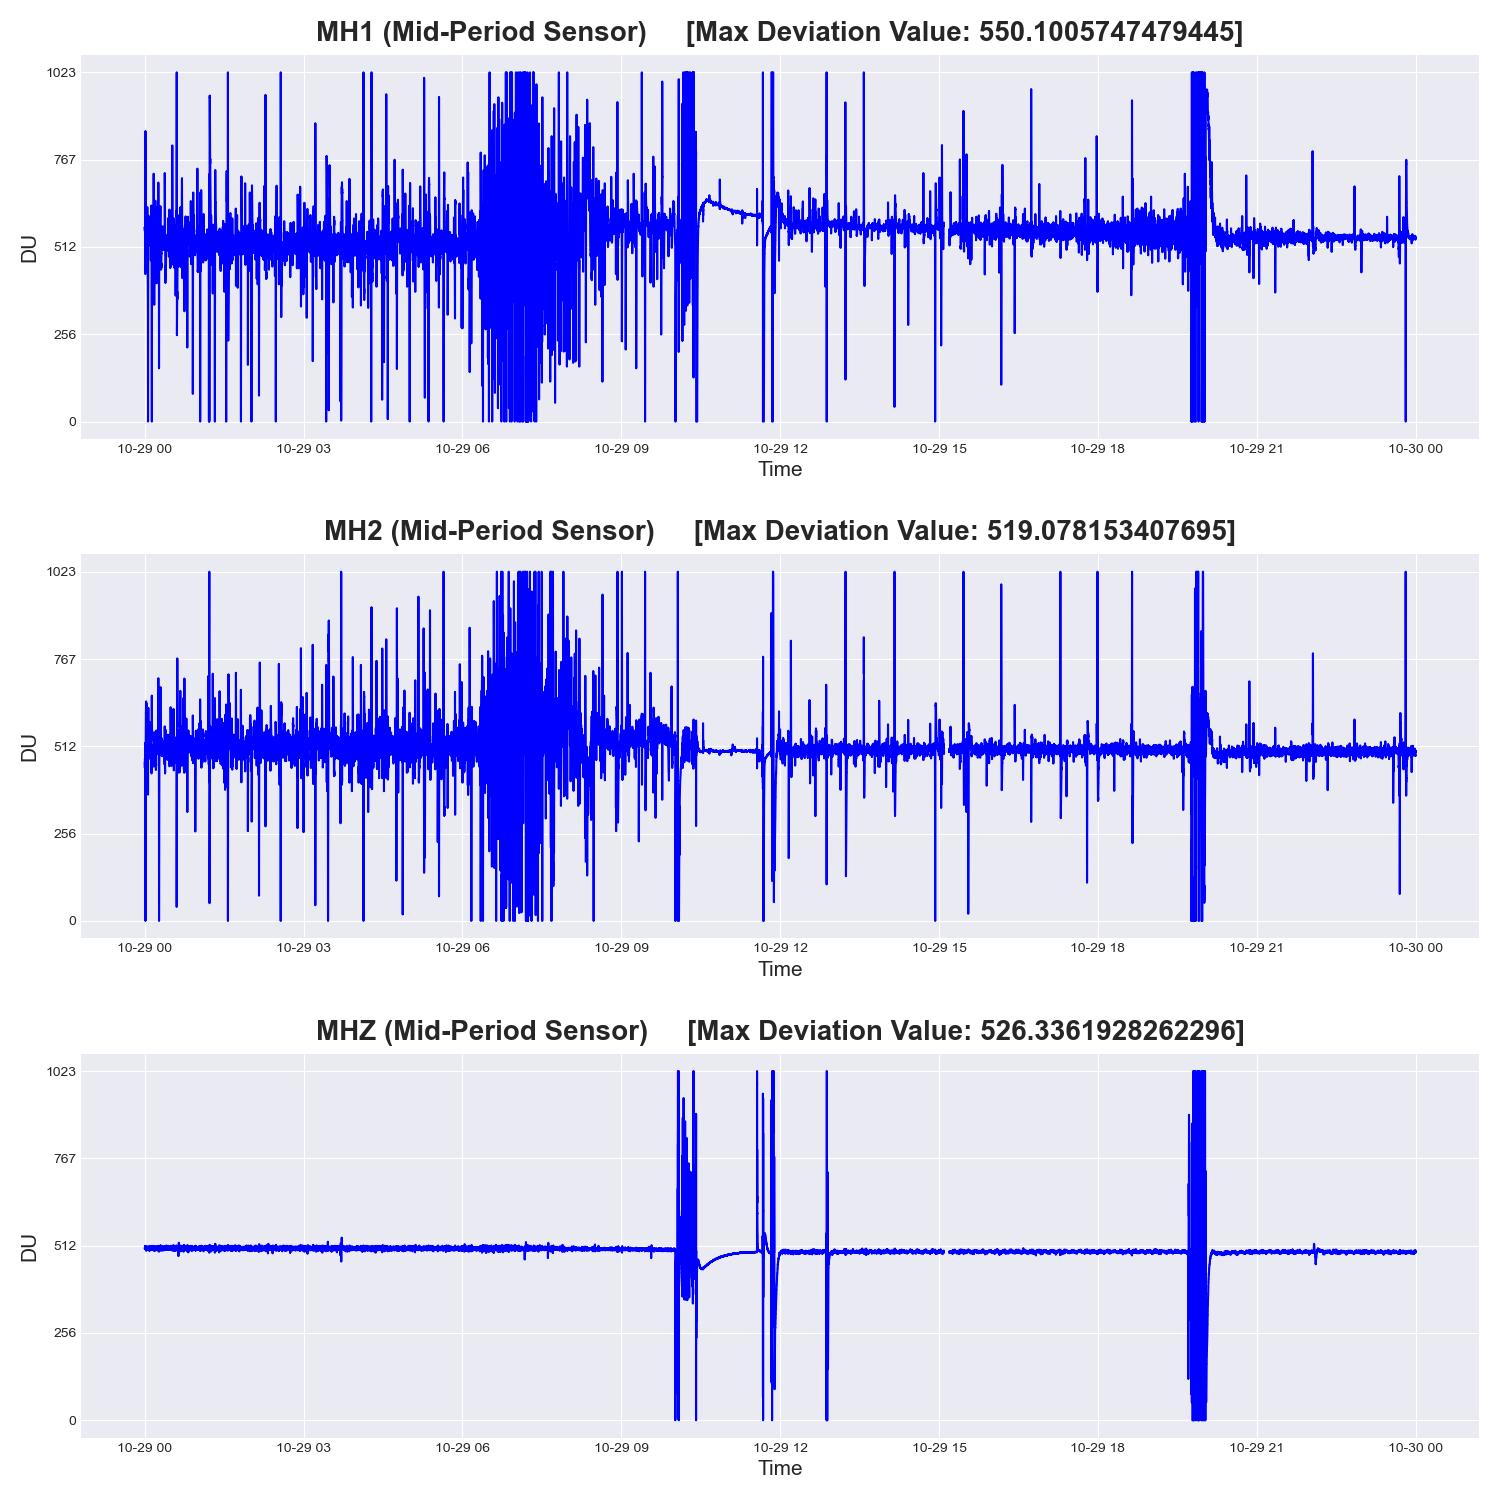 MH1 (Mid-Period Sensor) [Max Deviation Value: 550.1005747479445]
1023
767
512
256
0
DU
10-29 00 10-29 03 10-29 06 10-29 09 10-29 12 10-29 15 10-29 18 10-29 21 10-30 00
Time
MH2 (Mid-Period Sensor) [Max Deviation Value: 519.078153407695]
1023
767
512
256
0
DU
10-29 00 10-29 03 10-29 06 10-29 09 10-29 12 10-29 15 10-29 18 10-29 21 10-30 00
Time
MHZ (Mid-Period Sensor) [Max Deviation Value: 526.3361928262296]
1023
767
512
256
0
DU
10-29 00 10-29 03 10-29 06 10-29 09 10-29 12 10-29 15 10-29 18 10-29 21 10-30 00
Time